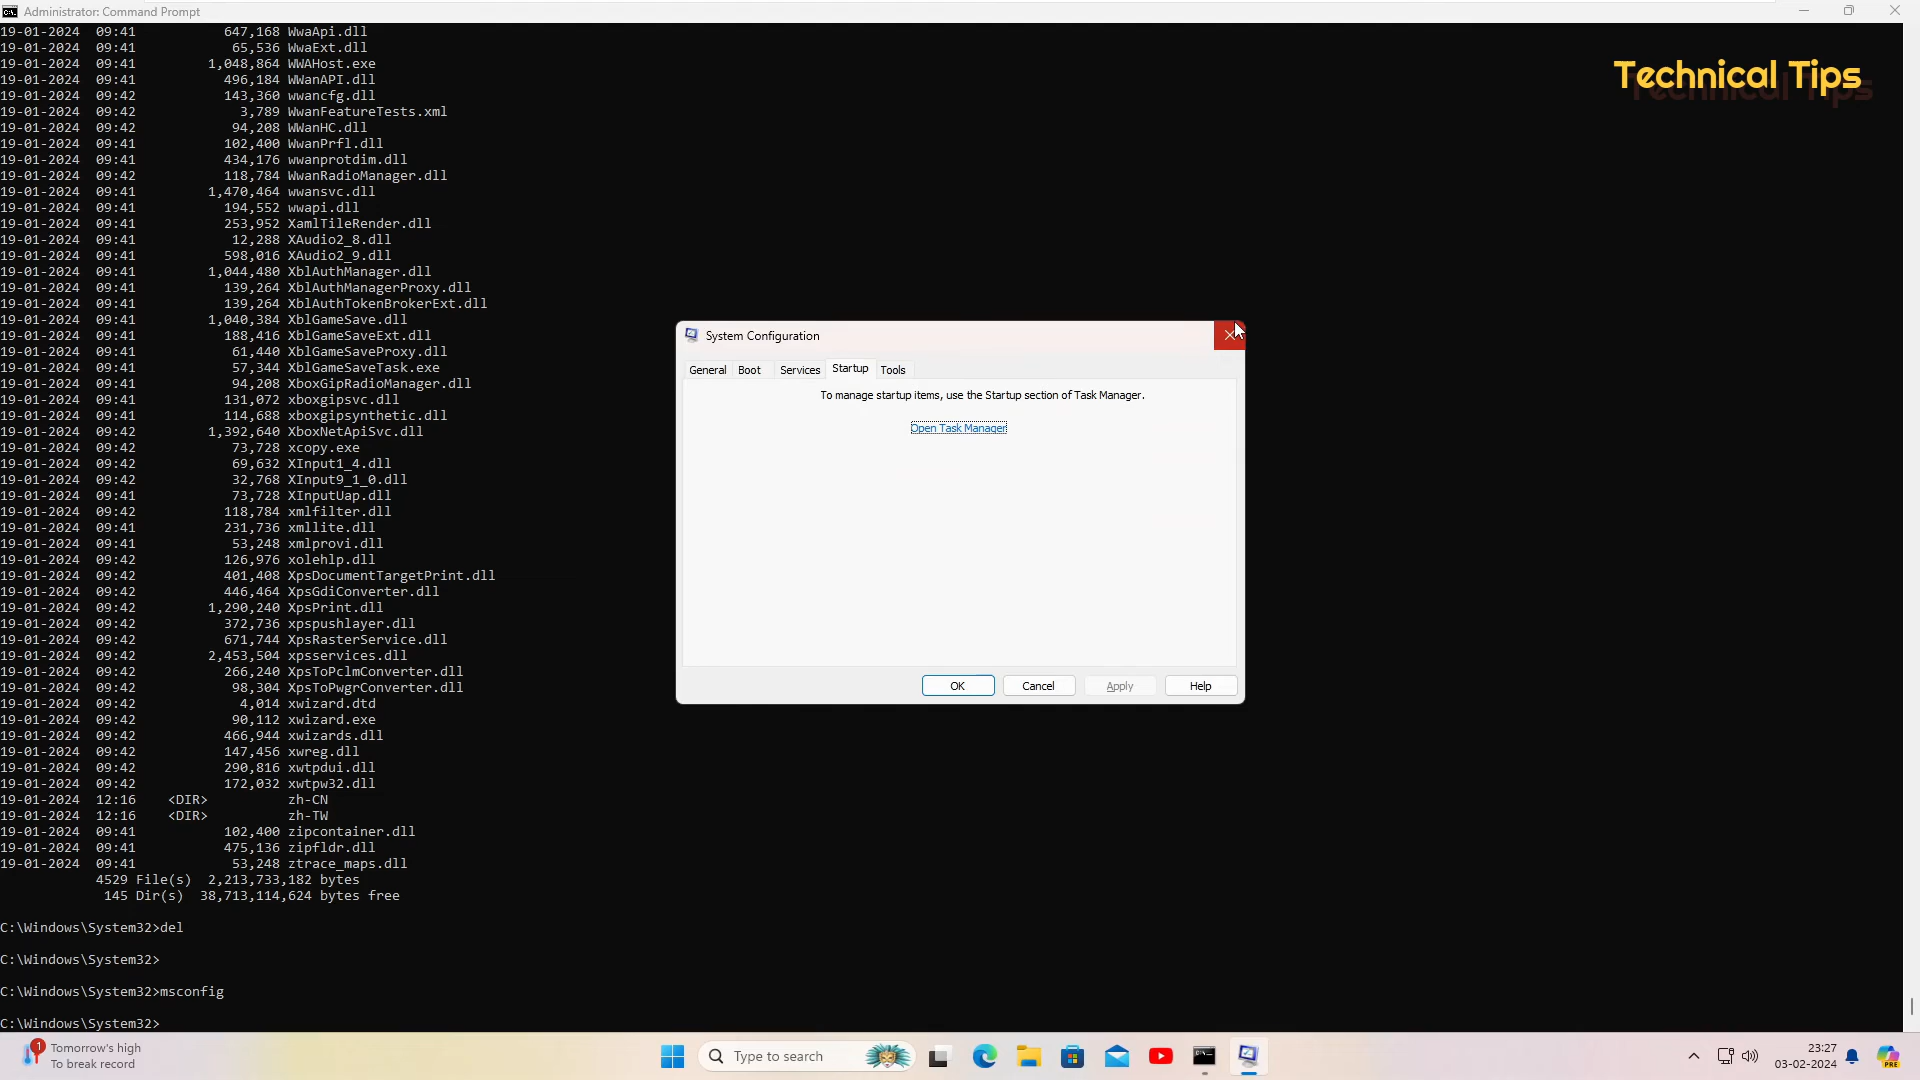 Administrator: Command Prompt
19-01-2024 09:41 647,168 WwaApi.dll
19-01-2024 09:41 65,536 WwaExt.dll
19-01-2024 09:41 1,048,864 WWAHost.exe
19-01-2024 09:41 496,184 WWanAPI.dll
19-01-2024 09:42 143,360 wwancfg.dll
19-01-2024 09:42 3,789 WwanFeatureTests.xml
19-01-2024 09:42 94,208 WWanHC.dll
19-01-2024 09:41 102,400 WwanPrfl.dll
19-01-2024 09:41 434,176 wwanprotdim.dll
19-01-2024 09:42 118,784 WwanRadioManager.dll
19-01-2024 09:41 1,470,464 wwansvc.dll
19-01-2024 09:41 194,552 wwapi.dll
19-01-2024 09:41 253,952 XamlTileRender.dll
19-01-2024 09:41 12,288 XAudio2_8.dll
19-01-2024 09:41 598,016 XAudio2_9.dll
19-01-2024 09:41 1,044,480 XblAuthManager.dll
19-01-2024 09:41 139,264 XblAuthManagerProxy.dll
19-01-2024 09:41 139,264 XblAuthTokenBrokerExt.dll
19-01-2024 09:41 1,040,384 XblGameSave.dll
19-01-2024 09:41 188,416 XblGameSaveExt.dll
19-01-2024 09:41 61,440 XblGameSaveProxy.dll
19-01-2024 09:41 57,344 XblGameSaveTask.exe
19-01-2024 09:41 94,208 XboxGipRadioManager.dll
19-01-2024 09:41 131,072 xboxgipsvc.dll
19-01-2024 09:41 114,688 xboxgipsynthetic.dll
19-01-2024 09:41 1,392,640 XboxNetApiSvc.dll
19-01-2024 09:42 73,728 xcopy.exe
19-01-2024 09:41 69,632 XInput1_4.dll
19-01-2024 09:41 32,768 XInput9_1_0.dll
19-01-2024 09:41 73,728 XInputUap.dll
19-01-2024 09:42 118,784 xmlfilter.dll
19-01-2024 09:41 231,736 xmllite.dll
19-01-2024 09:41 53,248 xmlprovi.dll
19-01-2024 09:42 126,976 xolehlp.dll
19-01-2024 09:42 401,408 XpsDocumentTargetPrint.dll
19-01-2024 09:42 446,464 XpsGdiConverter.dll
19-01-2024 09:42 1,290,240 XpsPrint.dll
19-01-2024 09:42 372,736 xpspushlayer.dll
19-01-2024 09:42 671,744 XpsRasterService.dll
19-01-2024 09:42 2,453,504 xpsservices.dll
19-01-2024 09:42 266,240 XpsToPclmConverter.dll
19-01-2024 09:42 98,304 XpsToPwgrConverter.dll
19-01-2024 09:42 4,014 xwizard.dtd
19-01-2024 09:42 90,112 xwizard.exe
19-01-2024 09:42 466,944 xwizards.dll
19-01-2024 09:42 147,456 xwreg.dll
19-01-2024 09:42 290,816 xwtpdui.dll
19-01-2024 09:42 172,032 xwtpw32.dll
19-01-2024 12:16 <DIR> zh-CN
19-01-2024 12:16 <DIR> zh-TW
19-01-2024 09:41 102,400 zipcontainer.dll
19-01-2024 09:41 475,136 zipfldr.dll
19-01-2024 09:41 53,248 ztrace_maps.dll
4529 File(s) 2,213,733,182 bytes
145 Dir(s) 38,713,114,624 bytes free
C:\Windows\System32>del
C:\Windows\System32>
C:\Windows\System32>msconfig
C:\Windows\System32>
Technical Tips
System Configuration
General Boot Services Startup Tools
To manage startup items, use the Startup section of Task Manager.
Open Task Manager
OK Cancel Apply Help
1
Tomorrow's high
To break record
Type to search
23:27
03-02-2024
PRE